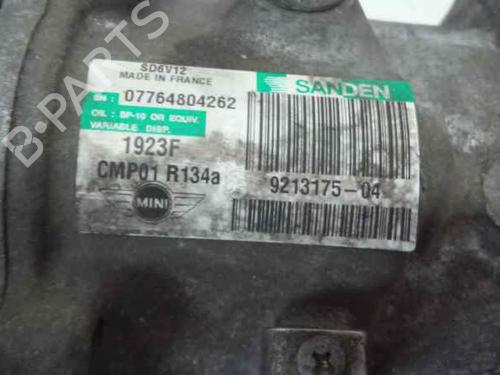 SD6V12
MADE IN FRANCE
SANDEN
SN : 07764804262
OIL : SP-10 OR EQUIV.
VARIABLE DISP.
1923F
CMP01 R134a
9213175-04
MINI
B-PARTS